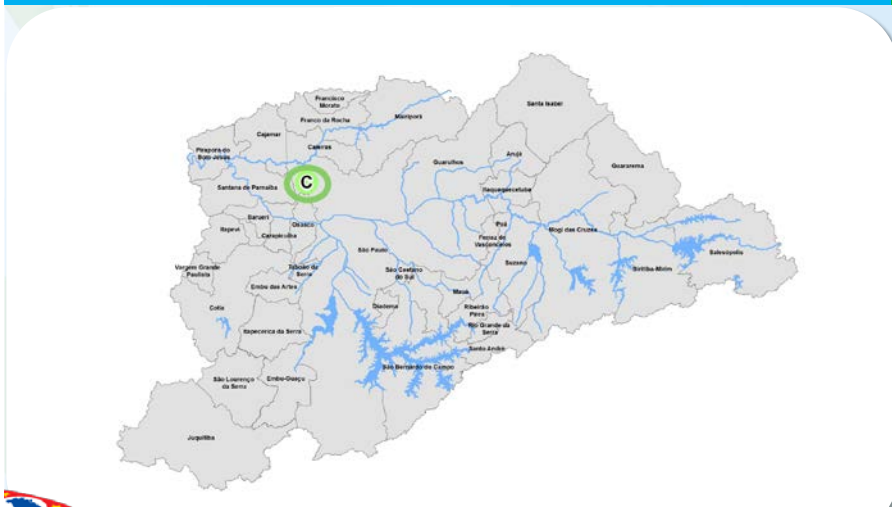 Francisco
Morato
Santa Isabel
Mairiporã
Franco da Rocha
Cajamar
Caieiras
Pirapora do
Bom Jesus
Guarulhos
Arujá
Guararema
C
Santana de Parnaíba
Itaquaquecetuba
Barueri
Itapevi
Osasco
Carapicuíba
Poá
Ferraz de
Vasconcelos
Mogi das Cruzes
São Paulo
Salesópolis
Vargem Grande
Paulista
Taboão da
Serra
São Caetano
do Sul
Suzano
Biritiba-Mirim
Embu das Artes
Mauá
Cotia
Diadema
Ribeirão
Pires
Itapecerica da Serra
Rio Grande da
Serra
Santo André
São Bernardo do Campo
São Lourenço
da Serra
Embu-Guaçu
Juquitiba